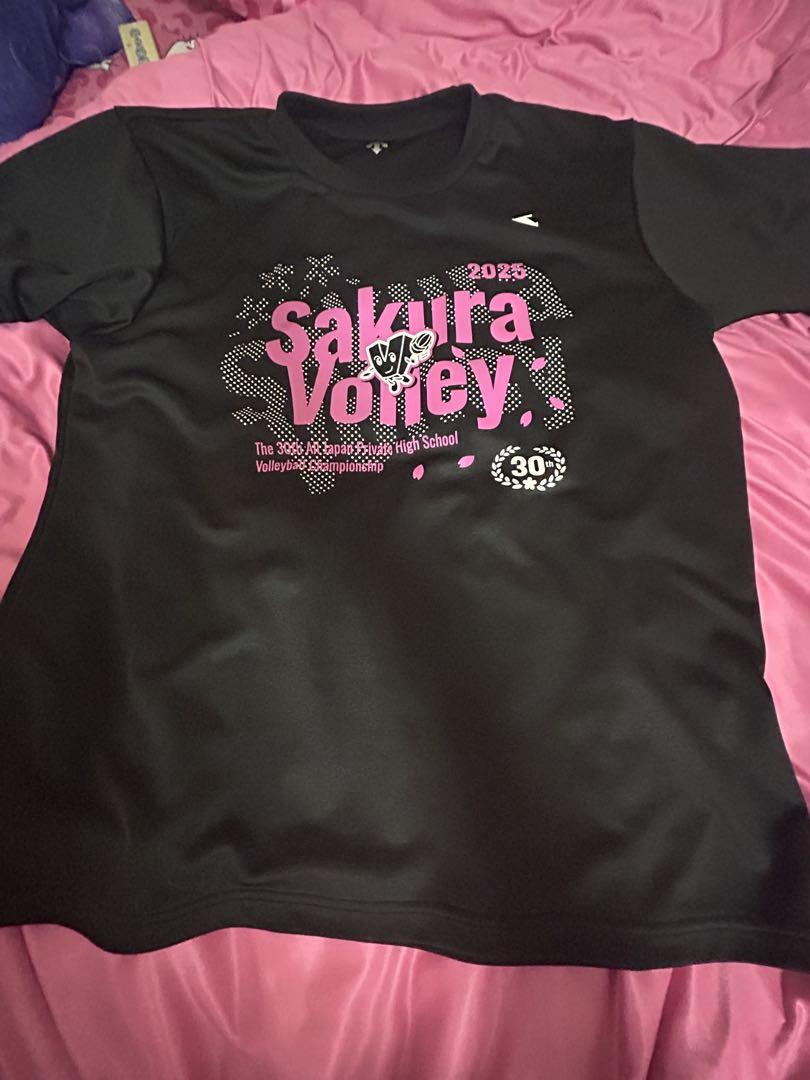 2025
Sakura
Volley
The 30th All Japan Private High School
Volleyball Championship
30th